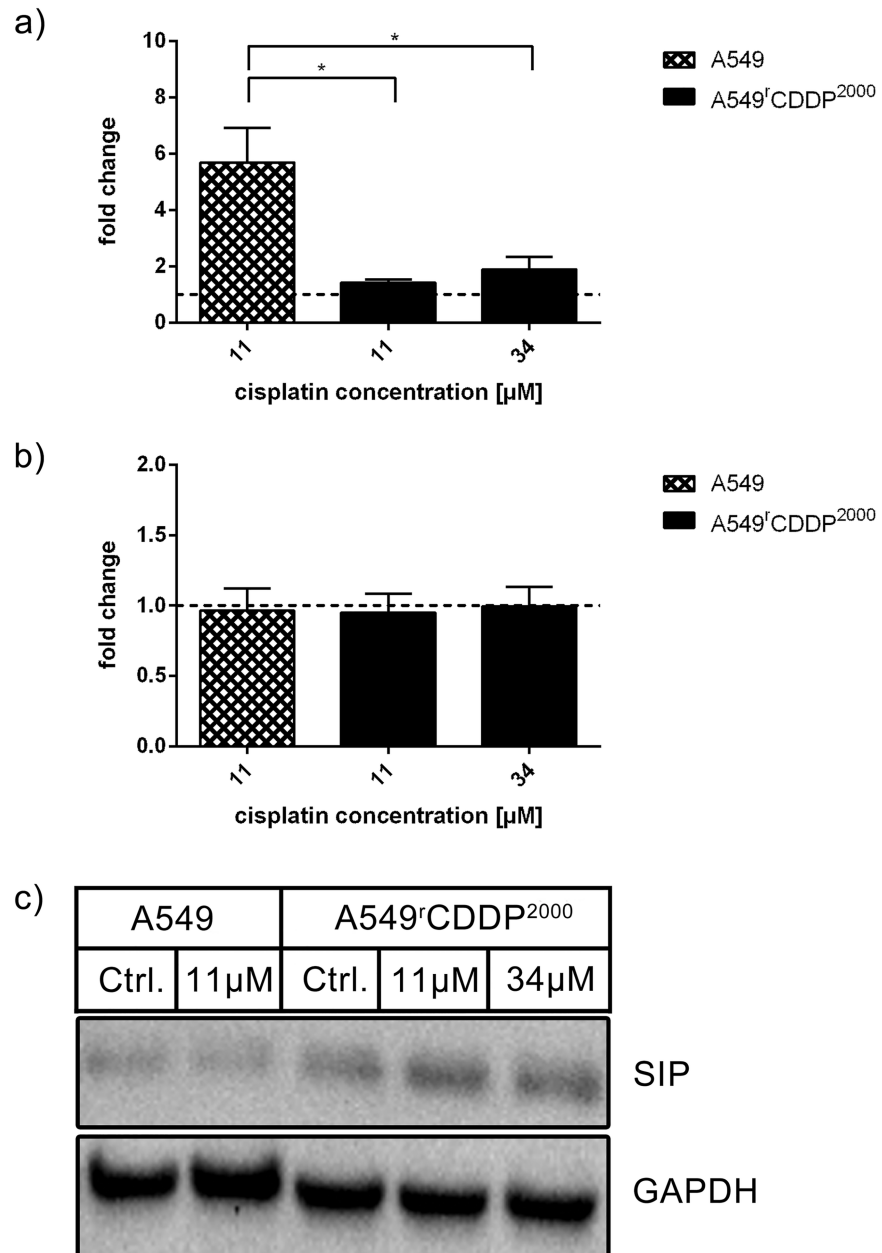 a)
10
8
6
4
2
0
fold change
*
*
11
11
34
cisplatin concentration [µM]
A549
A549ʳCDDP²⁰⁰⁰
b)
2.0
1.5
1.0
0.5
0.0
fold change
11
11
34
cisplatin concentration [µM]
A549
A549ʳCDDP²⁰⁰⁰
c)
A549 A549ʳCDDP²⁰⁰⁰
Ctrl. 11µM Ctrl. 11µM 34µM
SIP
GAPDH